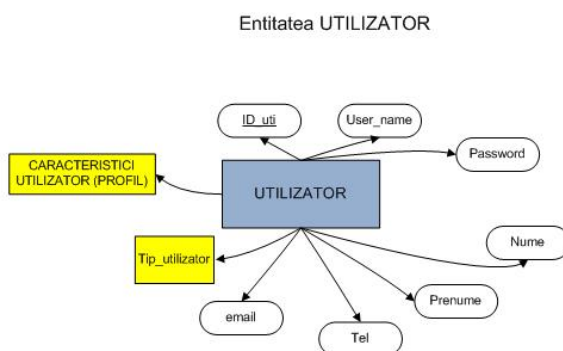 Entitatea UTILIZATOR
ID_uti
User_name
Password
CARACTERISTICI
UTILIZATOR (PROFIL)
UTILIZATOR
Nume
Tip_utilizator
Prenume
email
Tel